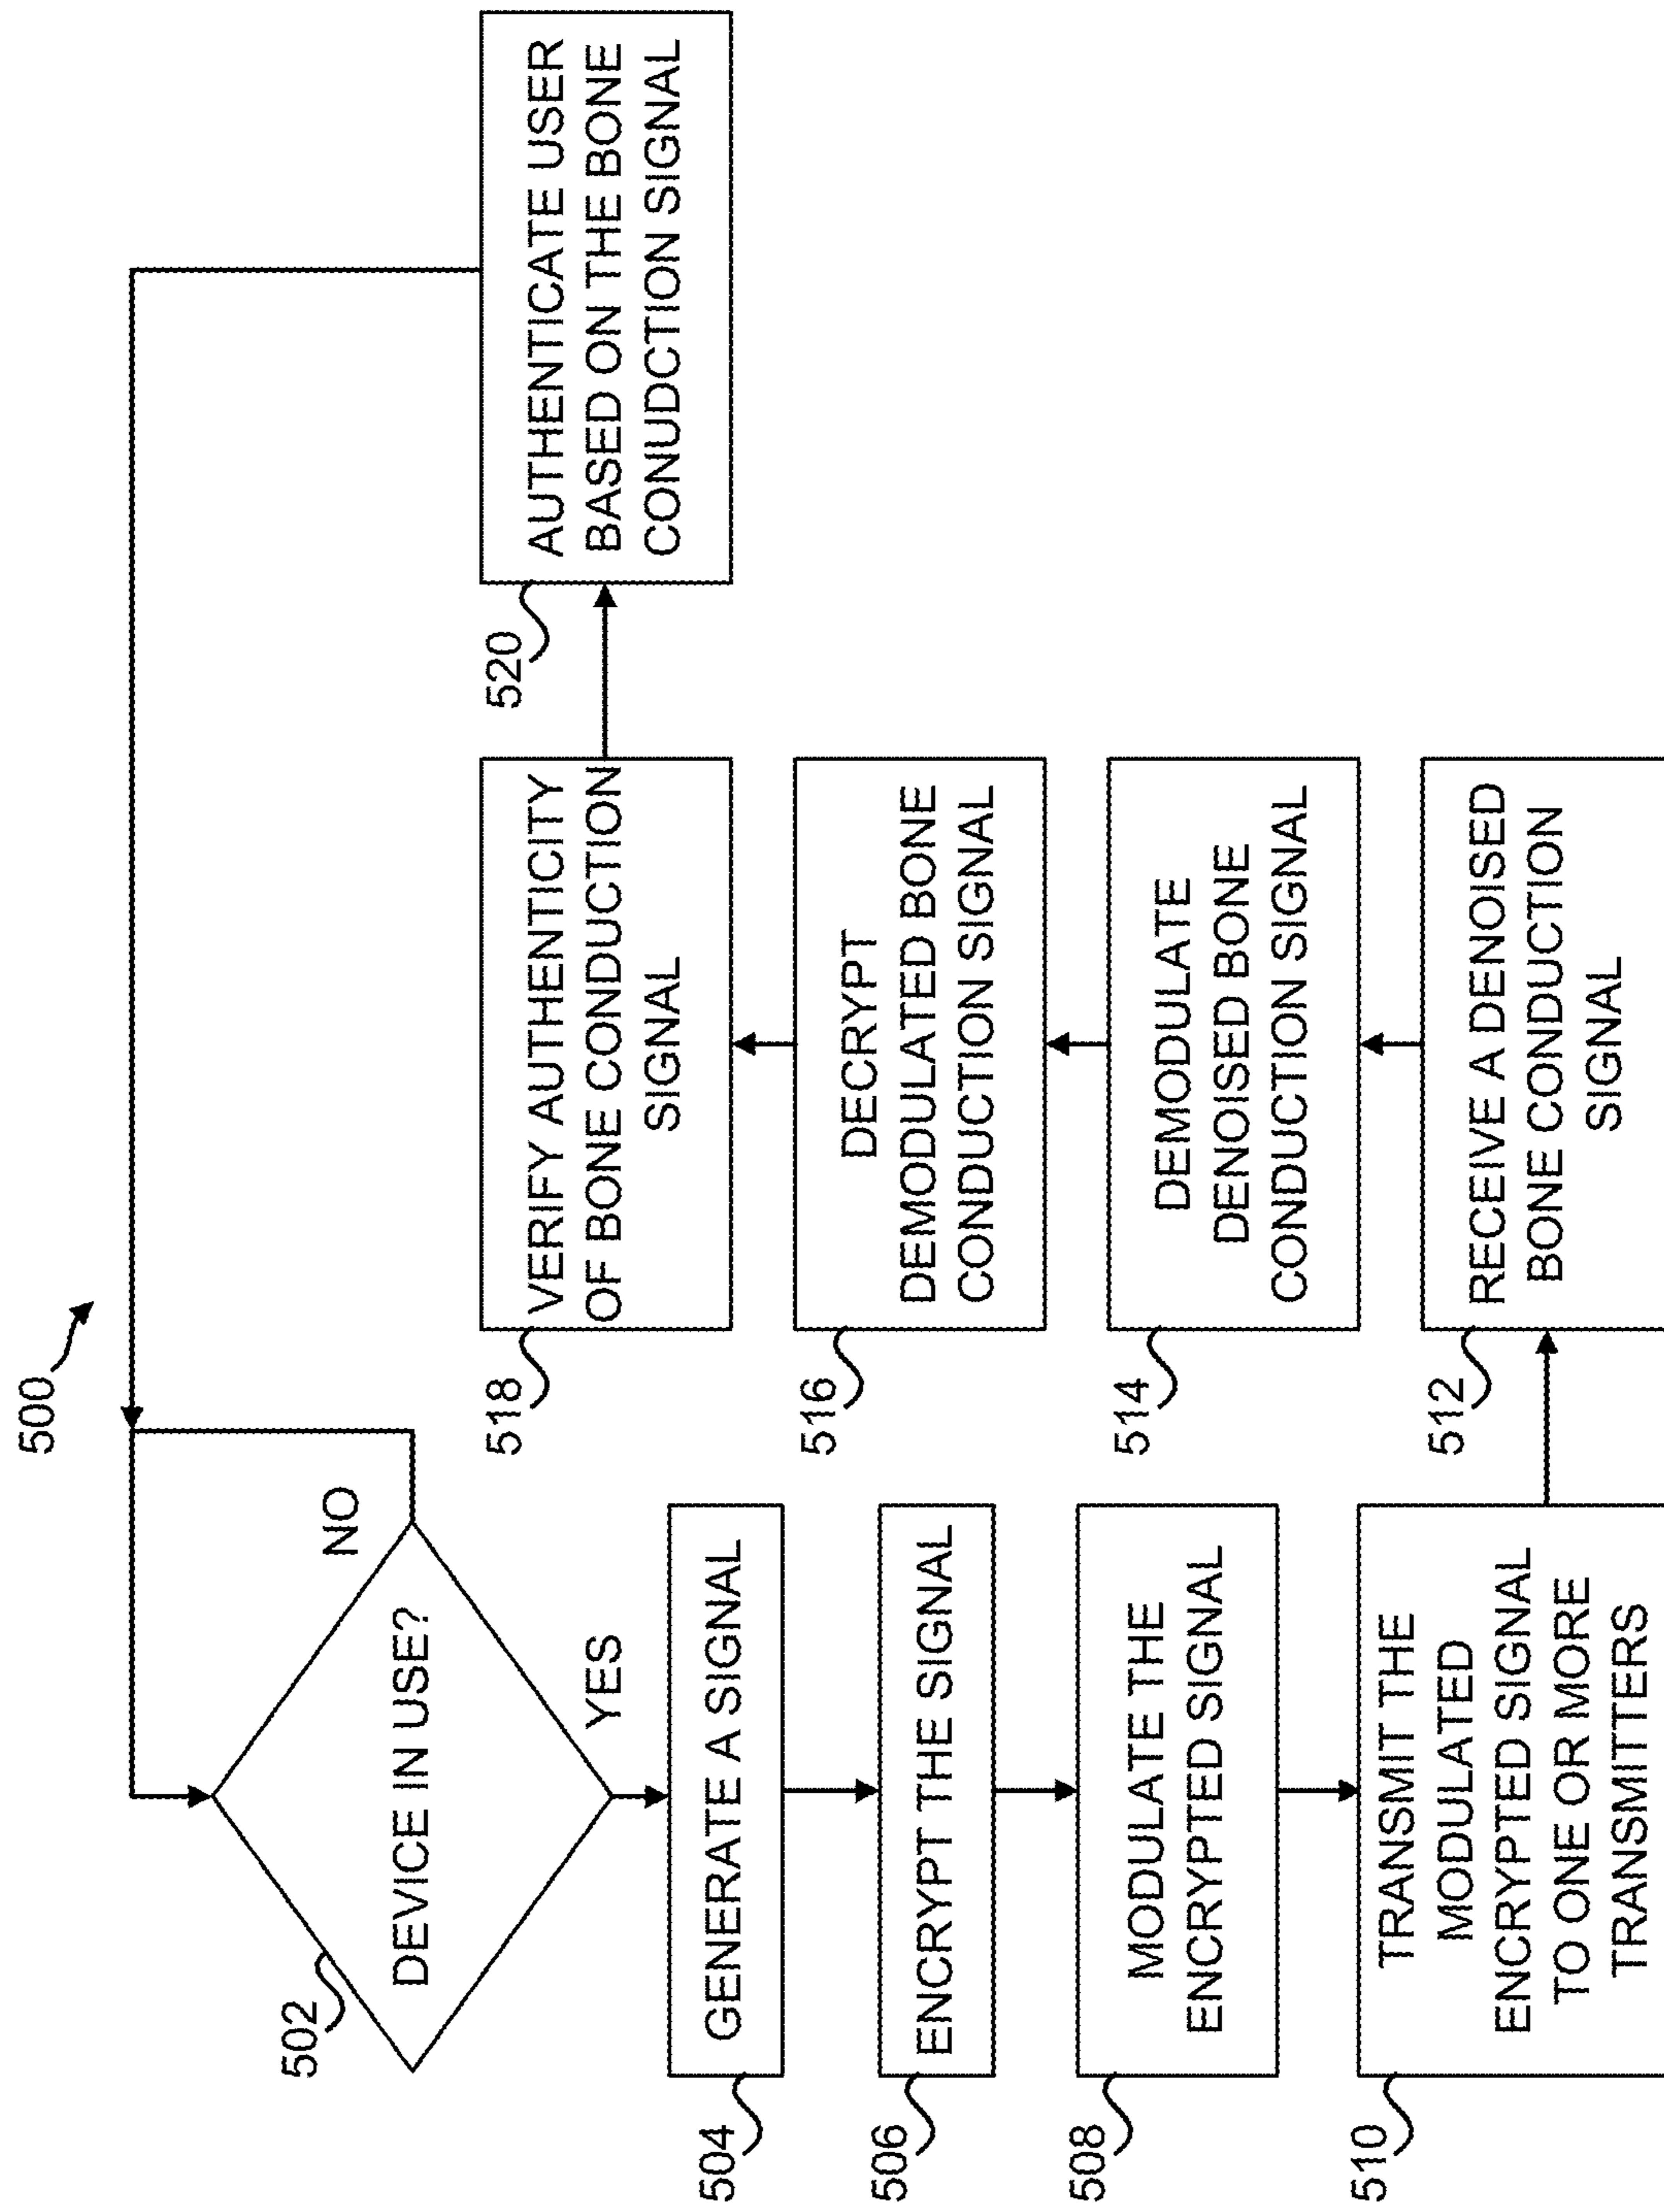 500
502
DEVICE IN USE?
NO
YES
504
GENERATE A SIGNAL
506
ENCRYPT THE SIGNAL
508
MODULATE THE
ENCRYPTED SIGNAL
510
TRANSMIT THE
MODULATED
ENCRYPTED SIGNAL
TO ONE OR MORE
TRANSMITTERS
512
RECEIVE A DENOISED
BONE CONDUCTION
SIGNAL
514
DEMODULATE
DENOISED BONE
CONDUCTION SIGNAL
516
DECRYPT
DEMODULATED BONE
CONDUCTION SIGNAL
518
VERIFY AUTHENTICITY
OF BONE CONDUCTION
SIGNAL
520
AUTHENTICATE USER
BASED ON THE BONE
CONUDCTION SIGNAL